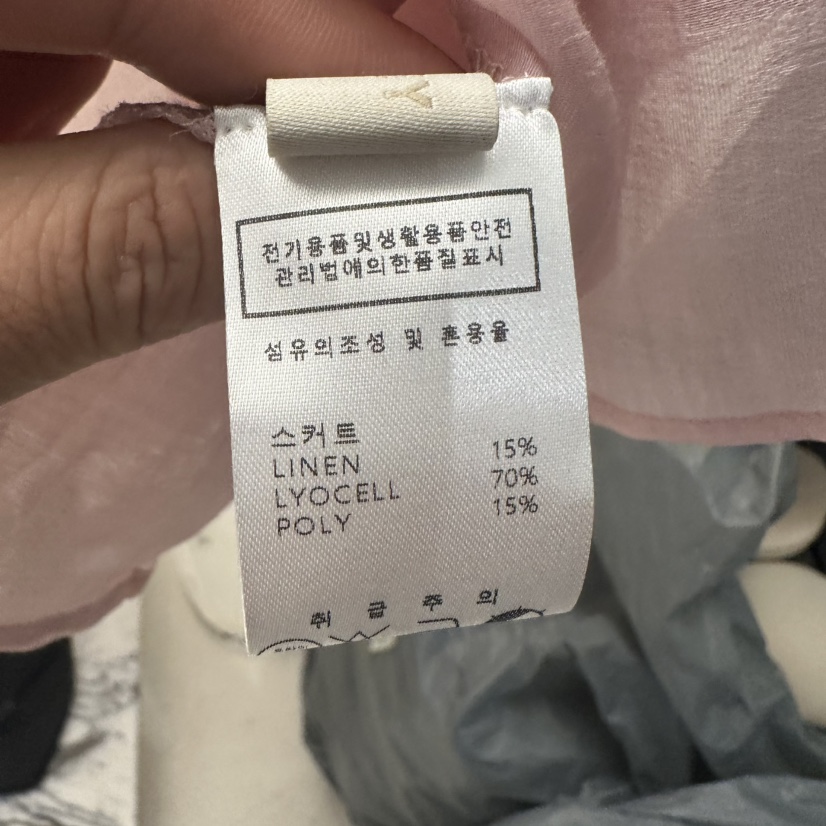 Y
전기용품및생활용품안전
관리법에의한품질표시
섬유의조성 및 혼용율
스커트
LINEN 15%
LYOCELL 70%
POLY 15%
취 급 주 의